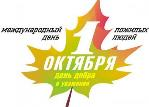 международный пожилых
день людей
1
ОКТЯБРЯ
день добра
и уважения